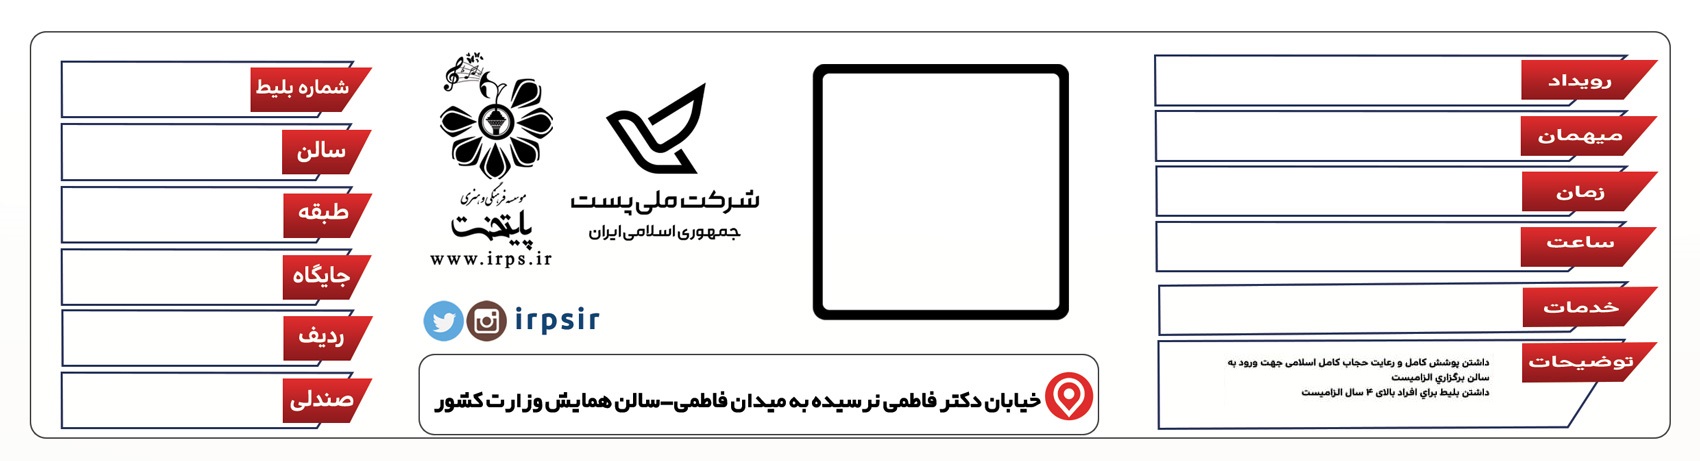 رویداد
میهمان
زمان
ساعت
خدمات
توضیحات
داشتن پوشش کامل و رعایت حجاب کامل اسلامی جهت ورود به
سالن برگزاري الزامیست
داشتن بلیط براي افراد بالای ۴ سال الزامیست
شرکت ملی پست
جمهوری اسلامی ایران
موسسه فرهنگی و هنری
پایتخت
www.irps.ir
irpsir
خیابان دکتر فاطمی نرسیده به میدان فاطمی-سالن همایش وزارت کشور
شماره بلیط
سالن
طبقه
جایگاه
ردیف
صندلی